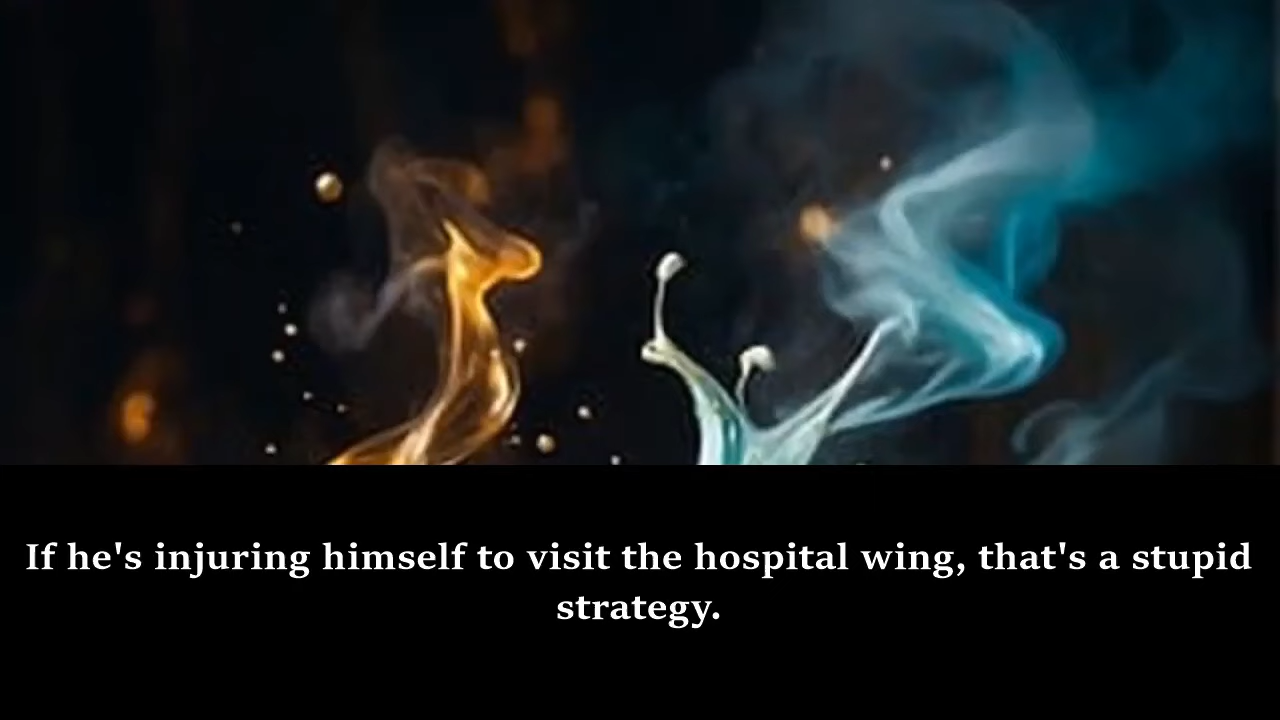 If he's injuring himself to visit the hospital wing, that's a stupid
strategy.